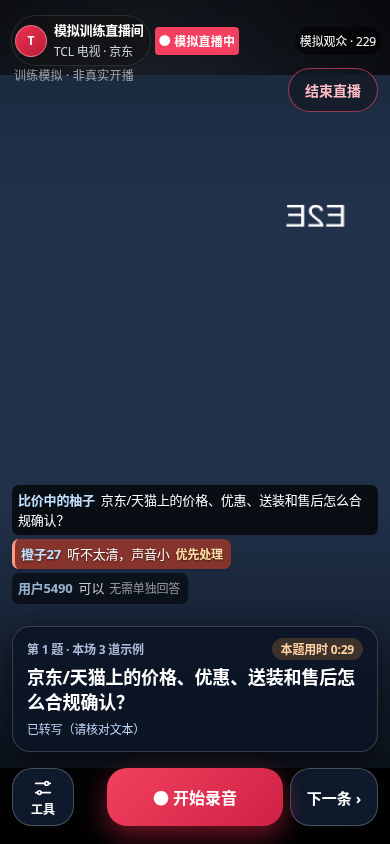 T
模拟训练直播间
TCL 电视 · 京东
模拟直播中
模拟观众 · 229
训练模拟 · 非真实开播
结束直播
E2E
比价中的柚子 京东/天猫上的价格、优惠、送装和售后怎么合
规确认？
橙子27 听不太清，声音小 优先处理
用户5490 可以 无需单独回答
第 1 题 · 本场 3 道示例
本题用时 0:29
京东/天猫上的价格、优惠、送装和售后怎
么合规确认？
已转写（请核对文本）
工具
开始录音
下一条 ›